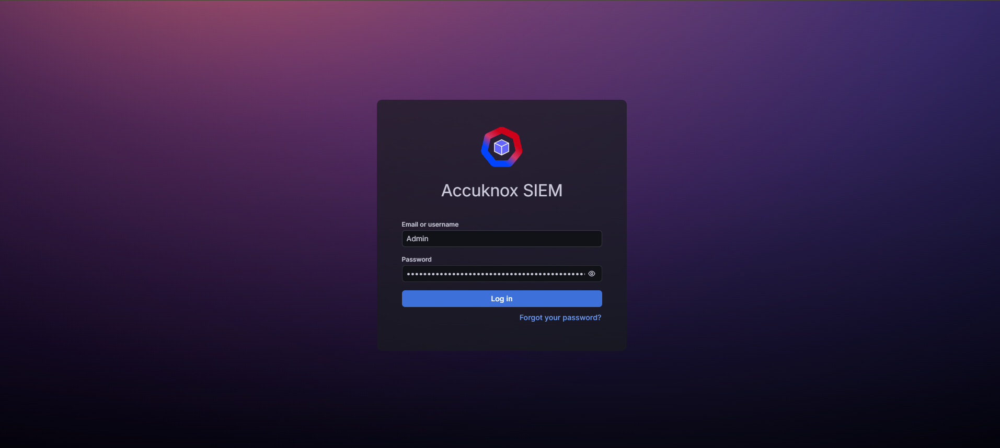 Accuknox SIEM
Email or username
Admin
Password
Log in
Forgot your password?